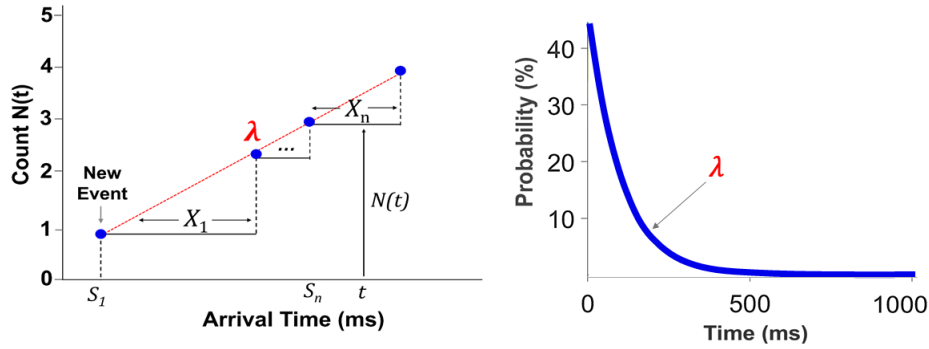 5
4
3
2
1
0
Count N(t)
New
Event
X₁
λ
...
Xₙ
N(t)
S₁
Sₙ
t
Arrival Time (ms)
40
30
20
10
Probability (%)
λ
0
500
1000
Time (ms)